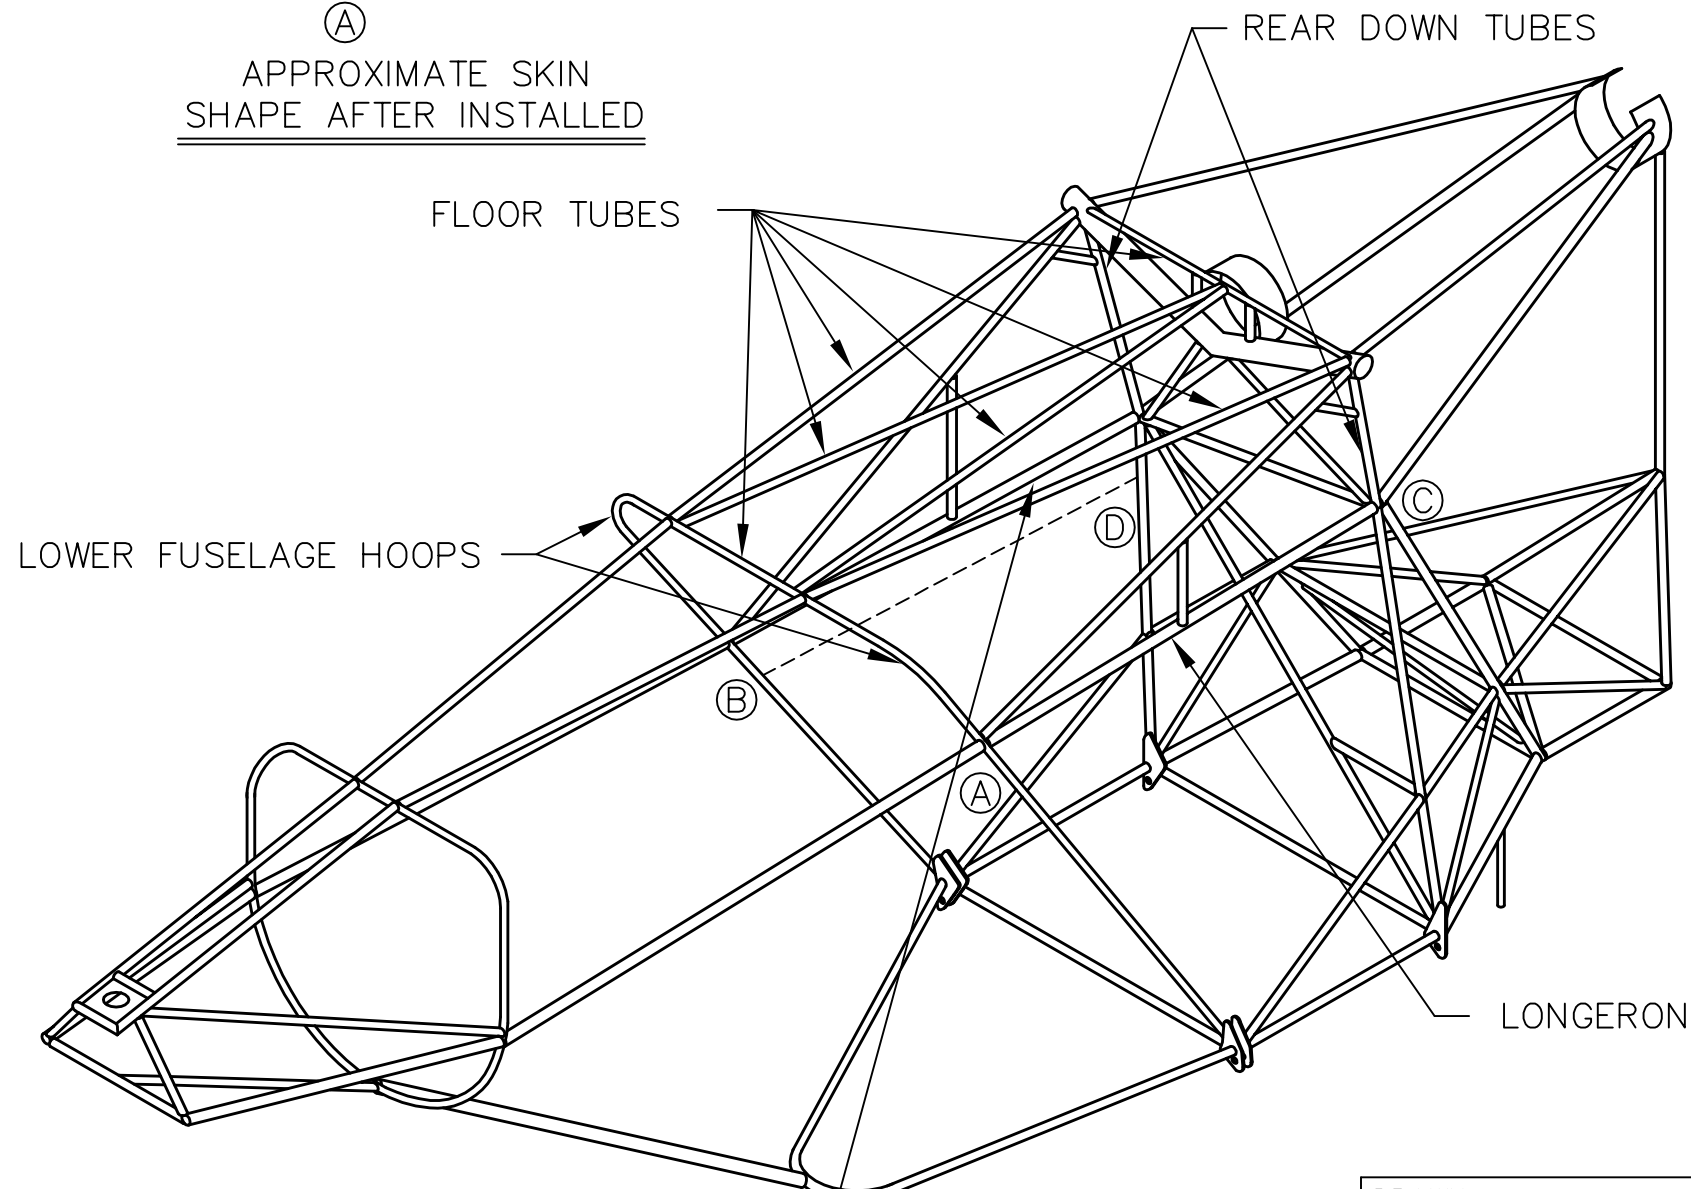 A
APPROXIMATE SKIN
SHAPE AFTER INSTALLED
REAR DOWN TUBES
FLOOR TUBES
LOWER FUSELAGE HOOPS
C
D
B
A
LONGERON